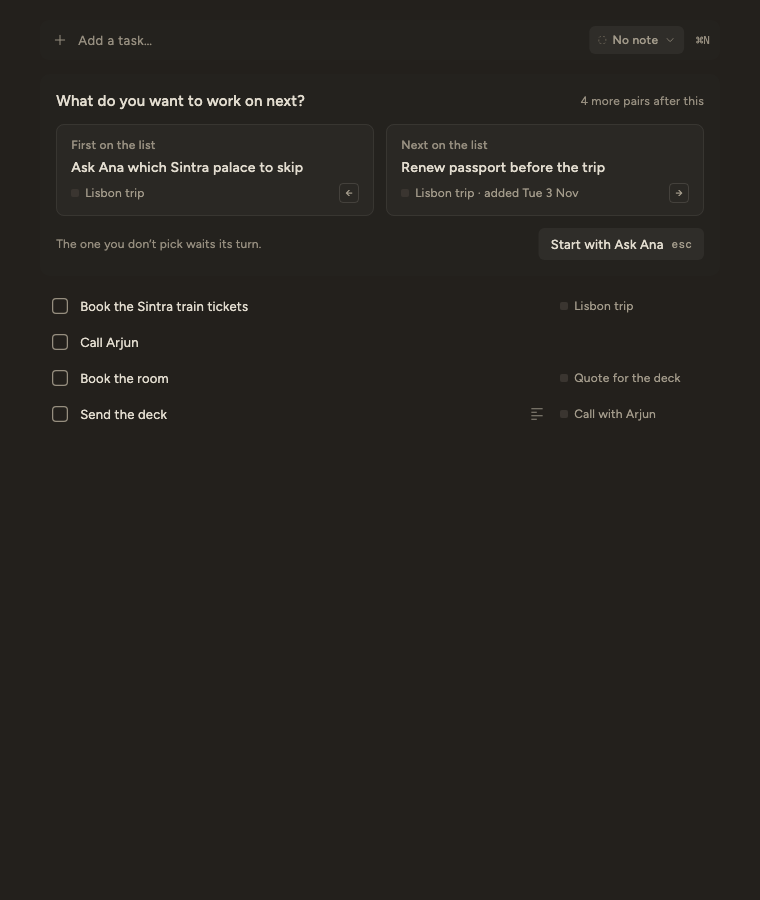 Add a task...
No note
⌘N
What do you want to work on next?
4 more pairs after this
First on the list
Ask Ana which Sintra palace to skip
Lisbon trip
←
Next on the list
Renew passport before the trip
Lisbon trip · added Tue 3 Nov
→
The one you don't pick waits its turn.
Start with Ask Ana esc
Book the Sintra train tickets
Lisbon trip
Call Arjun
Book the room
Quote for the deck
Send the deck
Call with Arjun